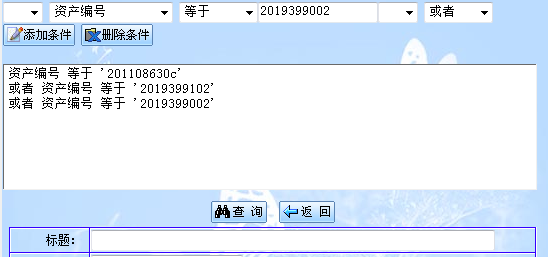 资产编号 等于 2019399002 或者
添加条件 删除条件
资产编号 等于 '201108630c'
或者 资产编号 等于 '2019399102'
或者 资产编号 等于 '2019399002'
查 询 返 回
标题: